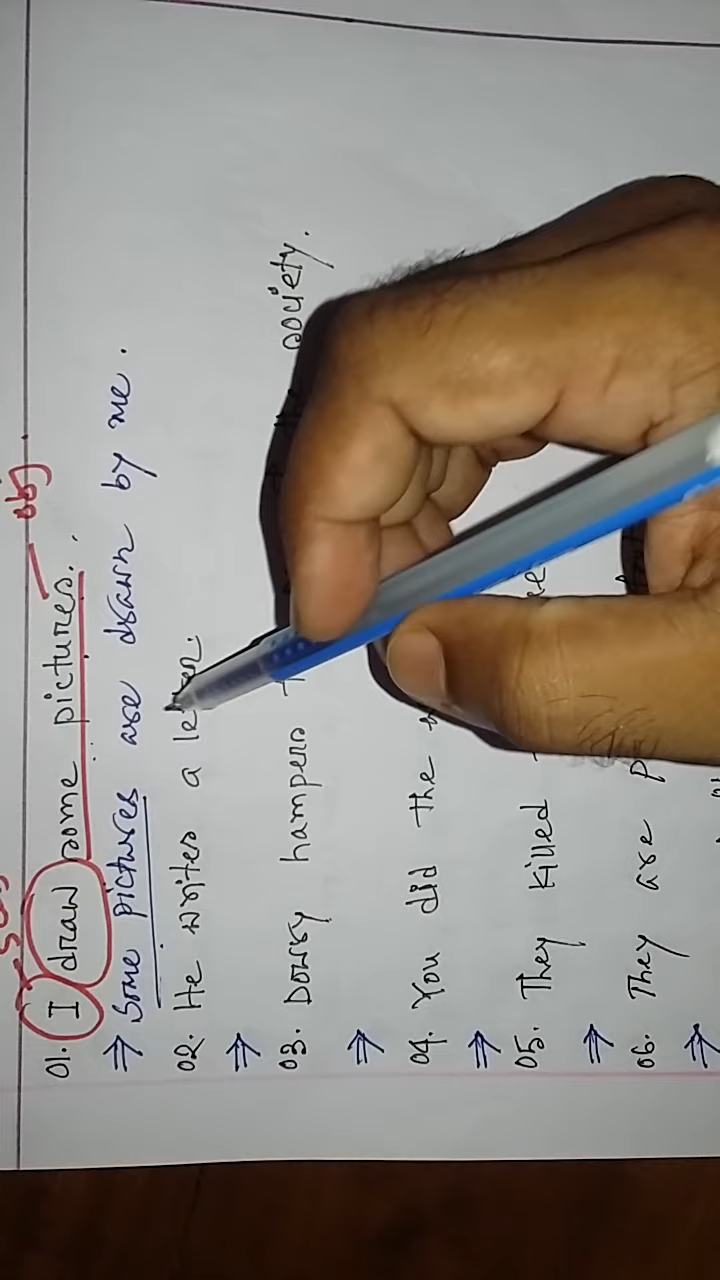 obj.
01. I draw some pictures.
⇒ Some pictures are drawn by me.
02. He writes a letter.
⇒
03. Dowry hampers society.
⇒
04. You did the
⇒
05. They killed
⇒
06. They are
⇒